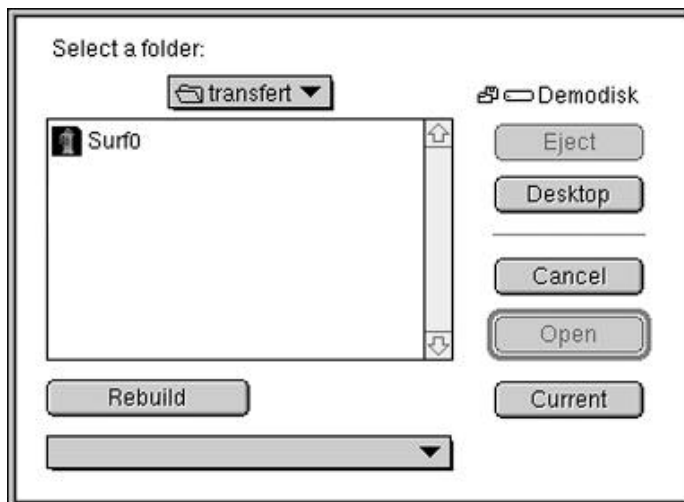 Select a folder:
transfert
Demodisk
Surf0
Eject
Desktop
Cancel
Open
Rebuild
Current